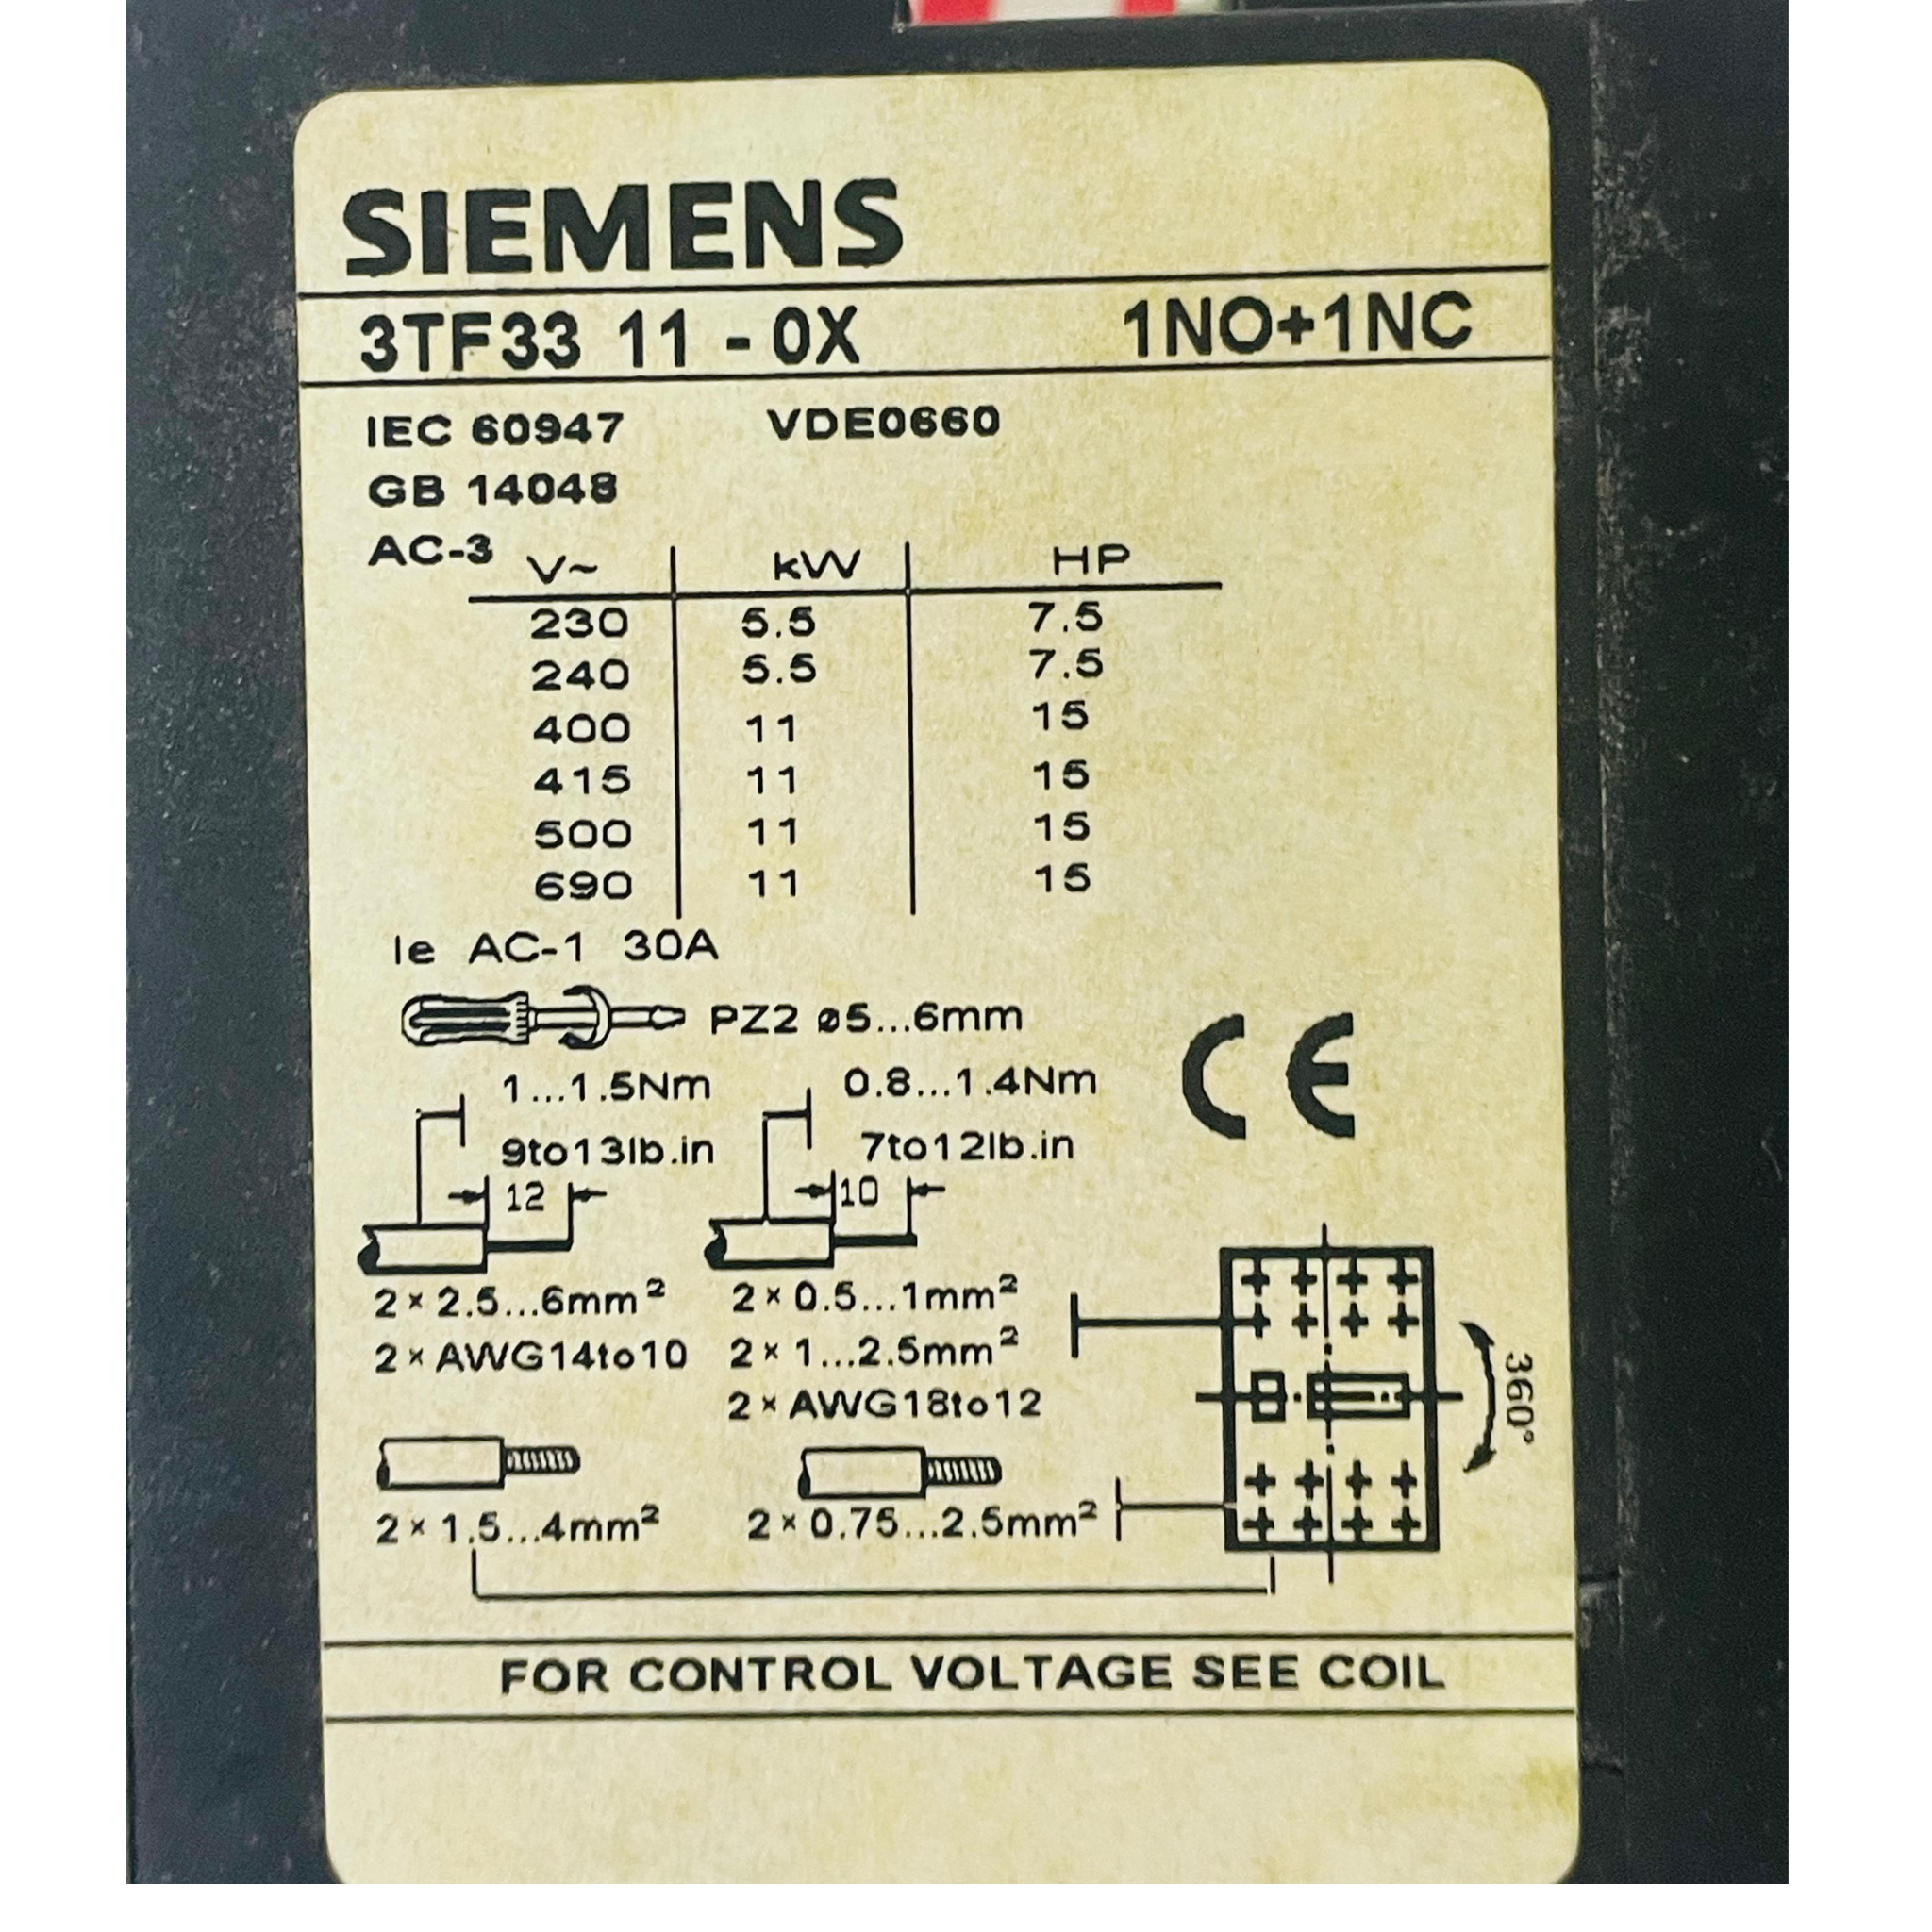 SIEMENS
3TF33 11 - 0X 1NO+1NC
IEC 60947 VDE0660
GB 14048
AC-3 V~ kW HP
230 5.5 7.5
240 5.5 7.5
400 11 15
415 11 15
500 11 15
690 11 15
Ie AC-1 30A
PZ2 ø5...6mm
1...1.5Nm 0.8...1.4Nm
9to13lb.in 7to12lb.in
12 10
2×2.5...6mm² 2×0.5...1mm²
2×AWG14to10 2×1...2.5mm²
2×AWG18to12
360°
2×1.5...4mm² 2×0.75...2.5mm²
FOR CONTROL VOLTAGE SEE COIL
CE